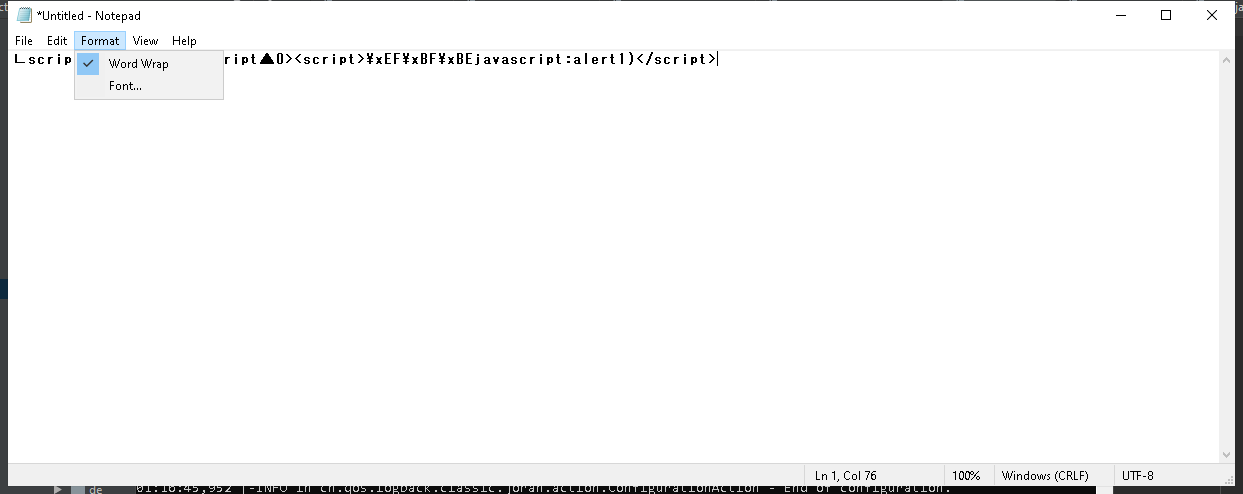 *Untitled - Notepad
File Edit Format View Help
ㄴscrip
ript▲0><script>¥xEF¥xBF¥xBEjavascript:alert1)</script>
Word Wrap
Font...
Ln 1, Col 76
100%
Windows (CRLF)
UTF-8
de
01:16:45,952 |-INFO in ch.qos.logback.classic.joran.action.ConfigurationAction - End of configuration.